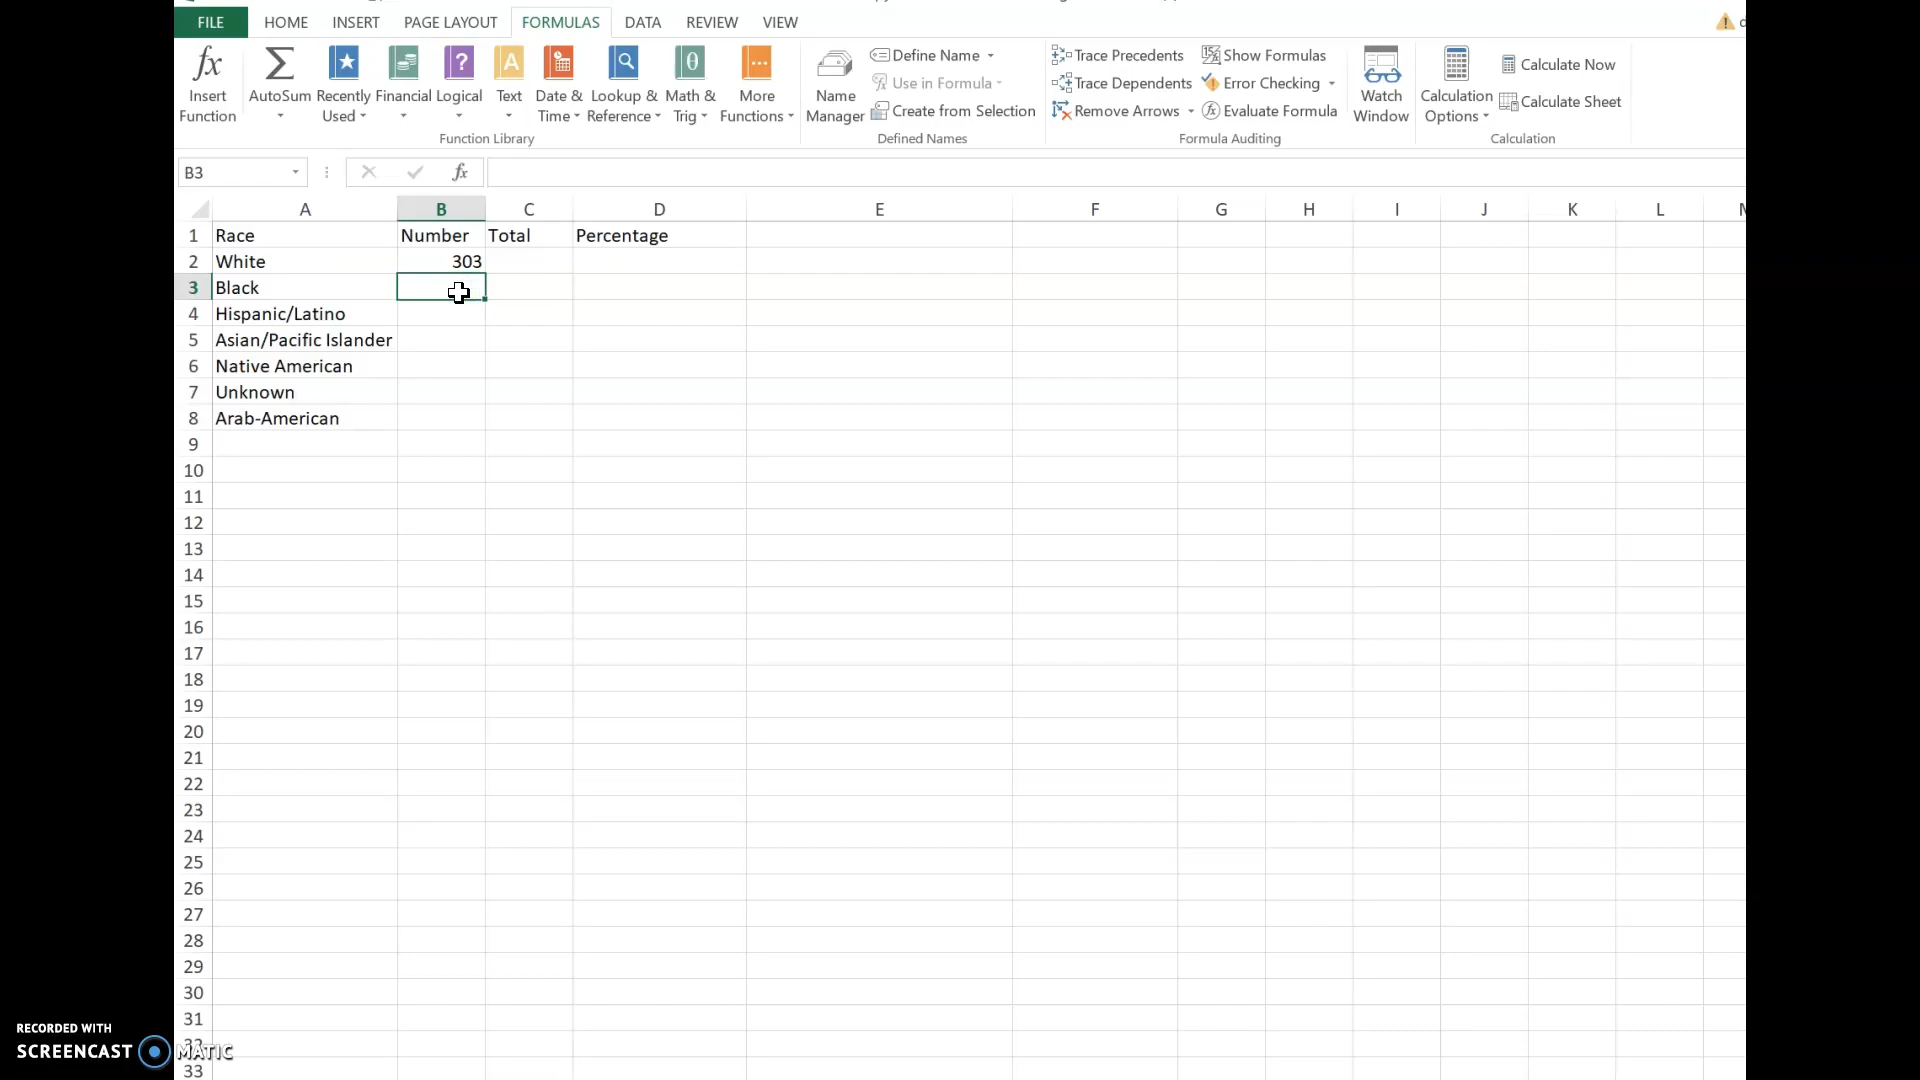 FILE HOME INSERT PAGE LAYOUT FORMULAS DATA REVIEW VIEW
fx Insert Function
AutoSum
Recently Used
Financial
Logical
Text
Date & Time
Lookup & Reference
Math & Trig
More Functions
Function Library
Name Manager
Define Name
Use in Formula
Create from Selection
Defined Names
Trace Precedents
Trace Dependents
Remove Arrows
Show Formulas
Error Checking
Evaluate Formula
Formula Auditing
Watch Window
Calculation Options
Calculate Now
Calculate Sheet
Calculation
B3 fx
A B C D E F G H I J K L
1 Race Number Total Percentage
2 White 303
3 Black
4 Hispanic/Latino
5 Asian/Pacific Islander
6 Native American
7 Unknown
8 Arab-American
9
10
11
12
13
14
15
16
17
18
19
20
21
22
23
24
25
26
27
28
29
30
31
32
33
RECORDED WITH
SCREENCAST MATIC